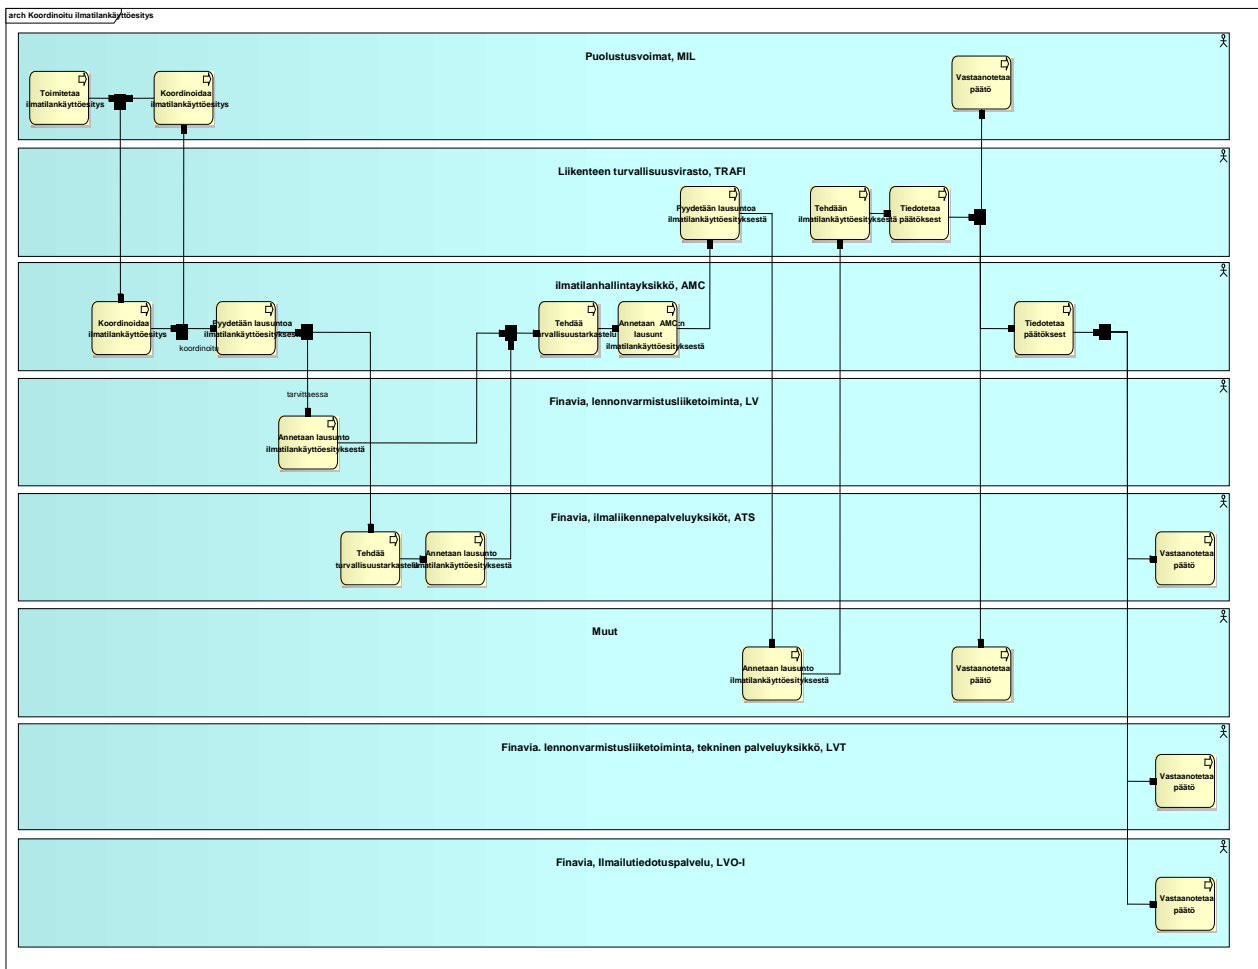 arch Koordinoitu ilmatilankäyttöesitys
Puolustusvoimat, MIL
Toimitetaa
ilmatilankäyttöesitys
Koordinoidaa
ilmatilankäyttöesitys
Vastaanotetaa
päätö
Liikenteen turvallisuusvirasto, TRAFI
Pyydetään lausuntoa
ilmatilankäyttöesityksestä
Tehdään
ilmatilankäyttöesityksestä
Tiedotetaa
päätöksest
ilmatilanhallintayksikkö, AMC
Koordinoidaa
ilmatilankäyttöesitys
koordinoitu
Pyydetään lausuntoa
ilmatilankäyttöesityksestä
Tehdää
turvallisuustarkastelu
Annetaan AMC:n
lausunt
ilmatilankäyttöesityksestä
Tiedotetaa
päätöksest
tarvittaessa
Finavia, lennonvarmistusliiketoiminta, LV
Annetaan lausunto
ilmatilankäyttöesityksestä
Finavia, ilmaliikennepalveluyksiköt, ATS
Tehdää
turvallisuustarkastelu
Annetaan lausunto
ilmatilankäyttöesityksestä
Vastaanotetaa
päätö
Muut
Annetaan lausunto
ilmatilankäyttöesityksestä
Vastaanotetaa
päätö
Finavia. lennonvarmistusliiketoiminta, tekninen palveluyksikkö, LVT
Vastaanotetaa
päätö
Finavia, Ilmailutiedotuspalvelu, LVO-I
Vastaanotetaa
päätö